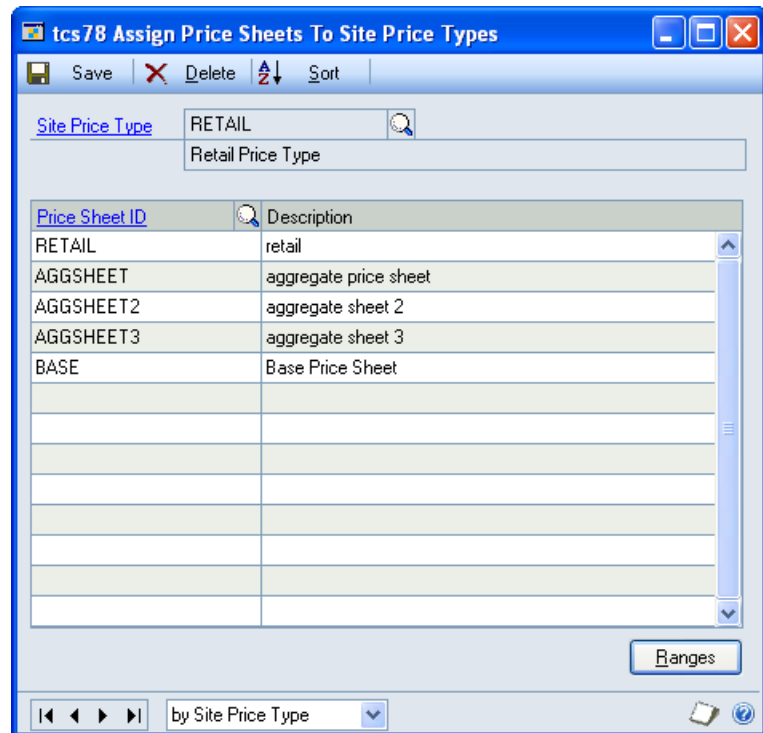 tcs78 Assign Price Sheets To Site Price Types
Save Delete Sort
Site Price Type RETAIL
Retail Price Type
Price Sheet ID Description
RETAIL retail
AGGSHEET aggregate price sheet
AGGSHEET2 aggregate sheet 2
AGGSHEET3 aggregate sheet 3
BASE Base Price Sheet
Ranges
by Site Price Type